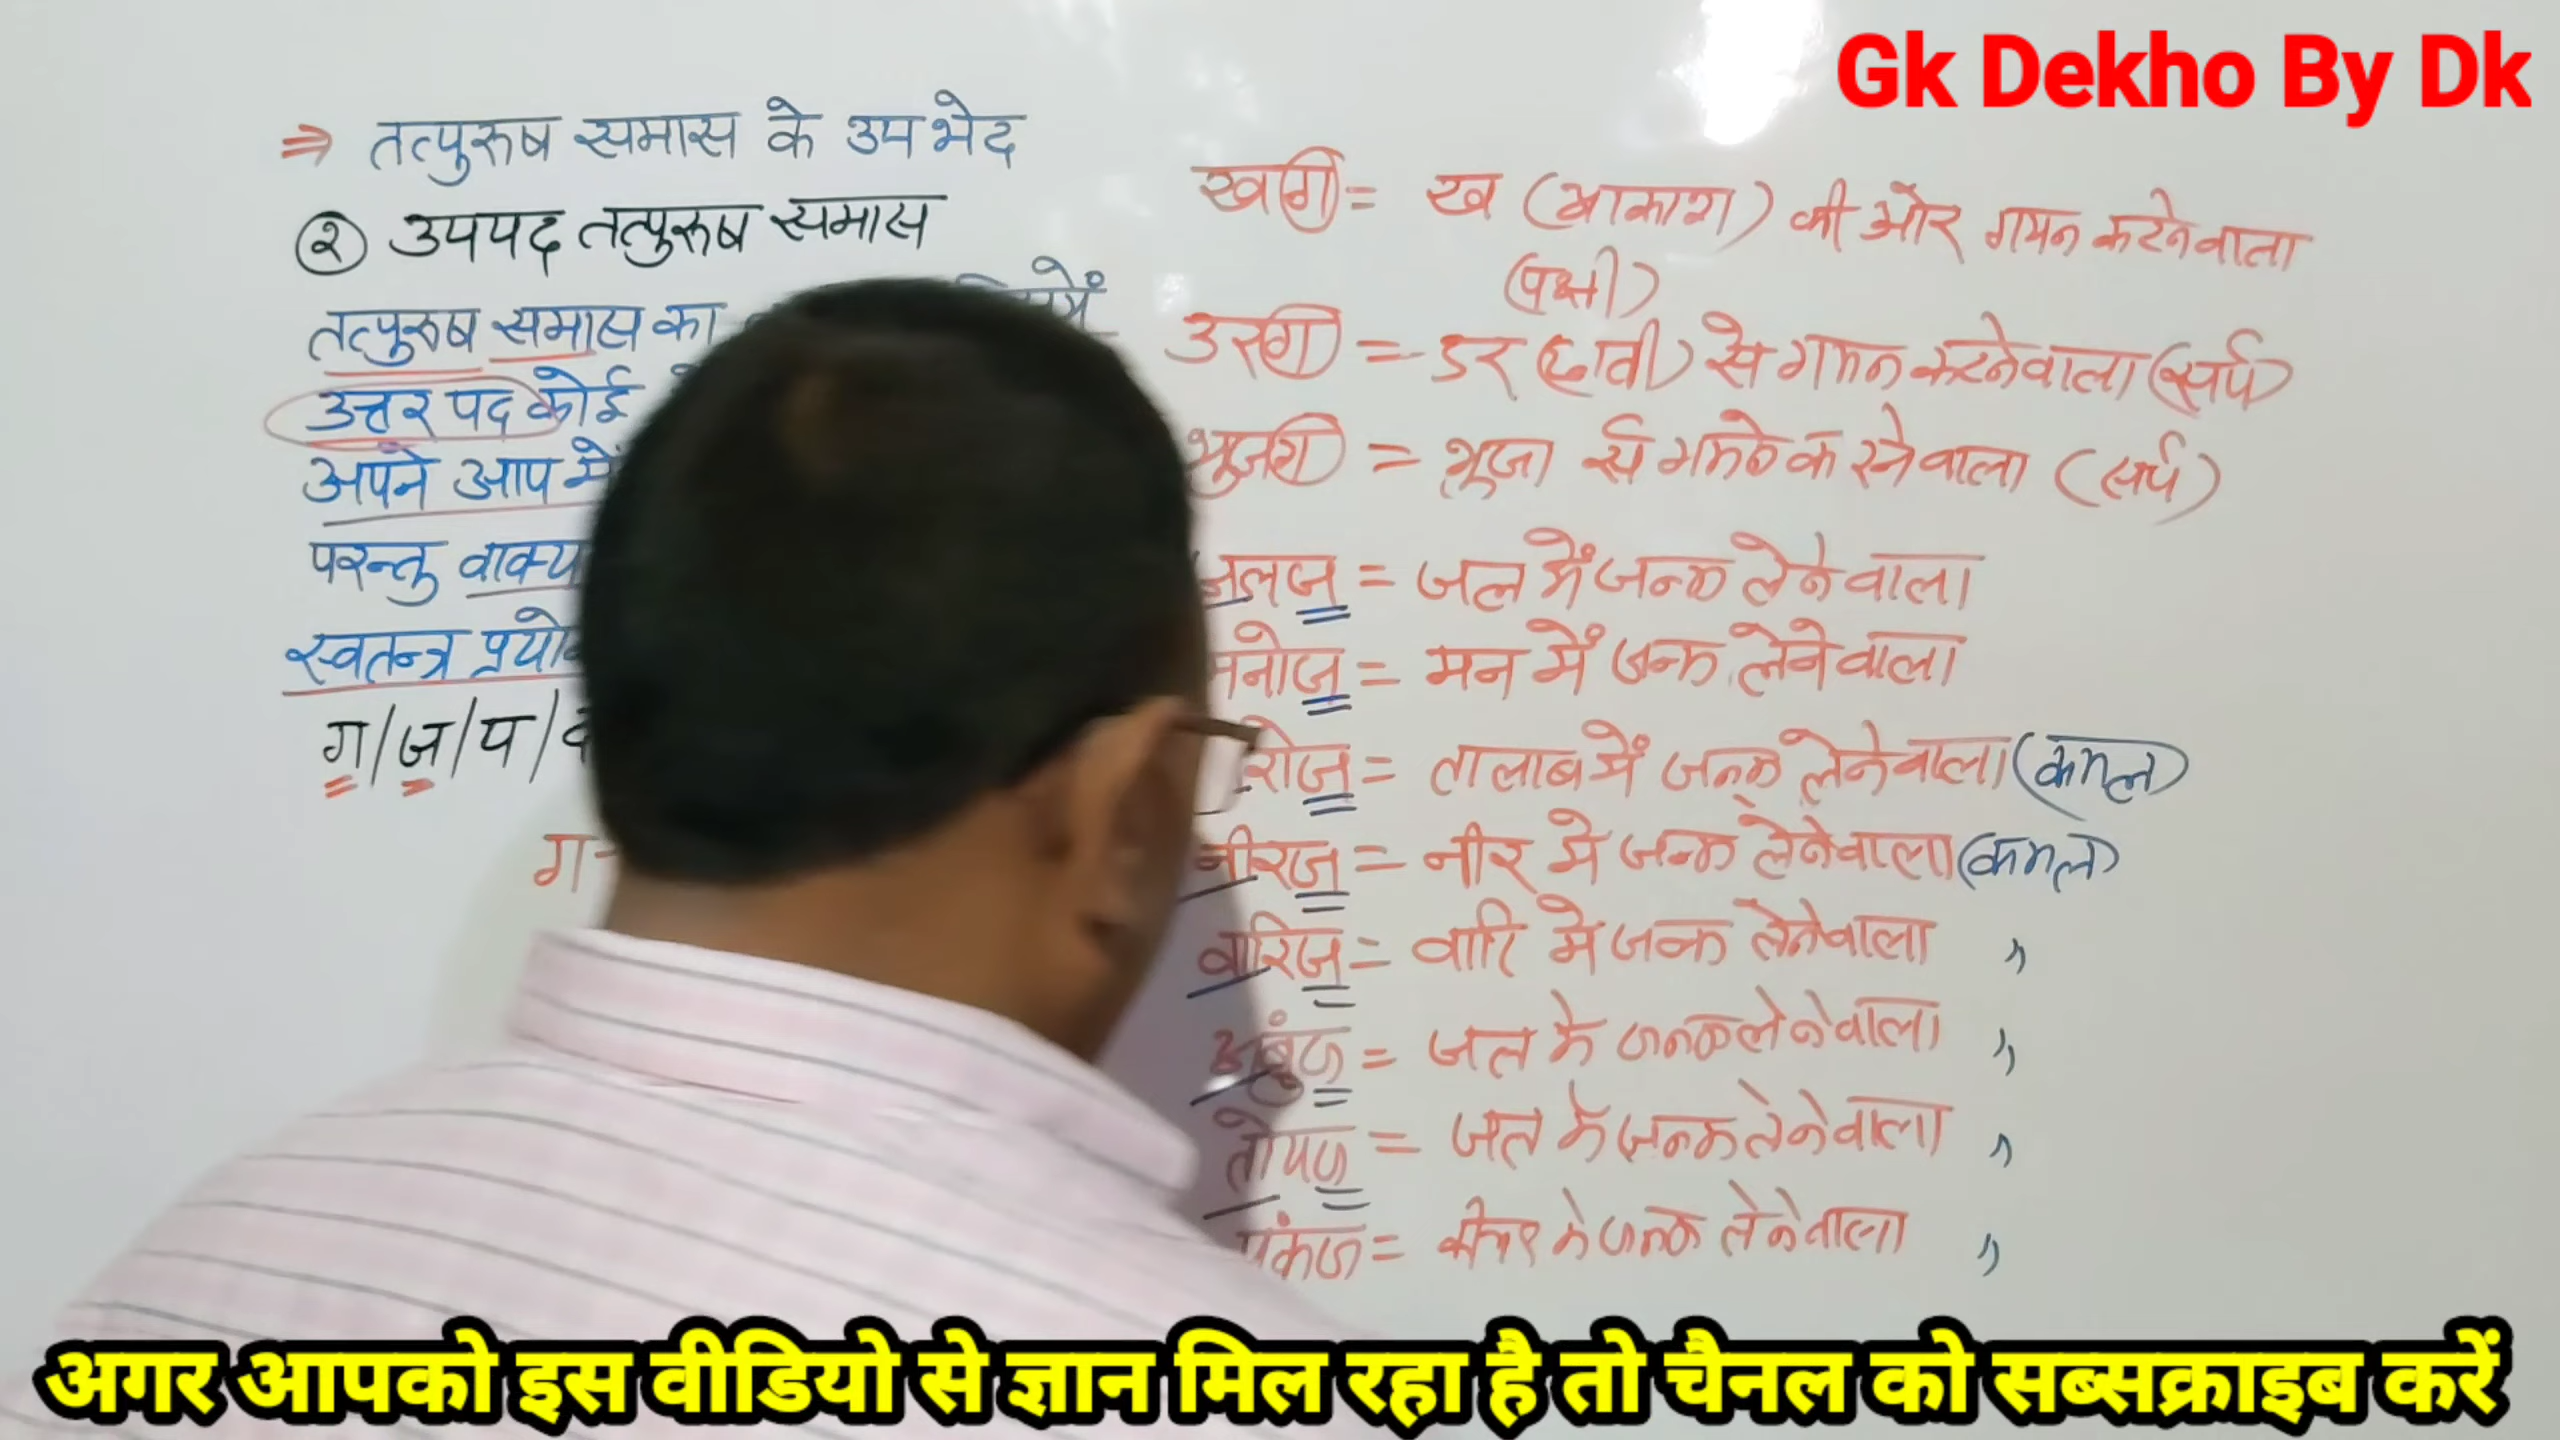 Gk Dekho By Dk
⇒ तत्पुरूष समास के उपभेद
② उपपद तत्पुरूष समास
तत्पुरुष समास का
उत्तर पद कोई
अपने आप में
परन्तु वाक्य
स्वतन्त्र प्रयो
ग/ज/प/द
ग-
खग = ख (आकाश) की ओर गमन करनेवाला
(पक्षी)
उरग = उर (छाती) से गमन करनेवाला (सर्प)
भुजग = भुजा से गमन करनेवाला (सर्प)
जलज = जल में जन्म लेनेवाला
मनोज = मन में जन्म लेनेवाला
रोज = तालाब में जन्म लेनेवाला (कमल)
नीरज = नीर में जन्म लेनेवाला (कमल)
वारिज = वारि में जन्म लेनेवाला "
अंबुज = जल में जन्म लेनेवाला "
तोयज = जल में जन्म लेनेवाला "
पंकज = कीचड़ में जन्म लेनेवाला "
अगर आपको इस वीडियो से ज्ञान मिल रहा है तो चैनल को सब्सक्राइब करें